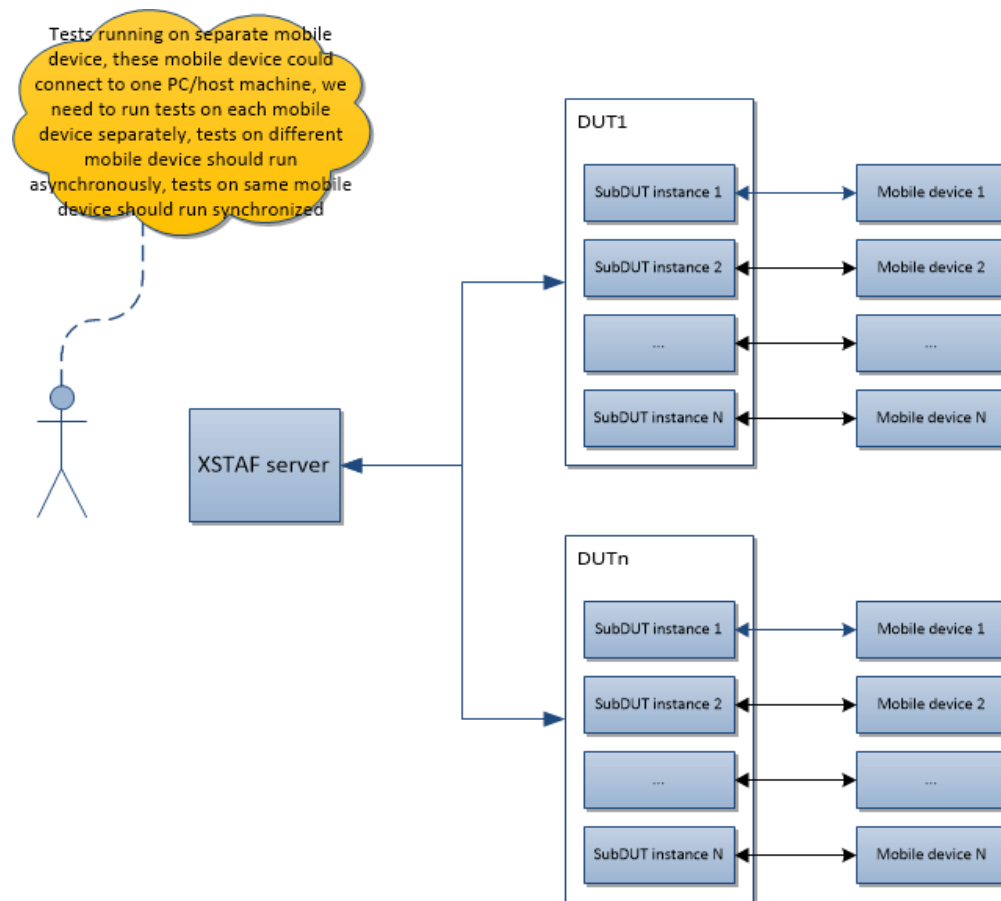 Tests running on separate mobile
device, these mobile device could
connect to one PC/host machine, we
need to run tests on each mobile
device separately, tests on different
mobile device should run
asynchronously, tests on same mobile
device should run synchronized
XSTAF server
DUT1
SubDUT instance 1
Mobile device 1
SubDUT instance 2
Mobile device 2
...
...
SubDUT instance N
Mobile device N
DUTn
SubDUT instance 1
Mobile device 1
SubDUT instance 2
Mobile device 2
...
...
SubDUT instance N
Mobile device N